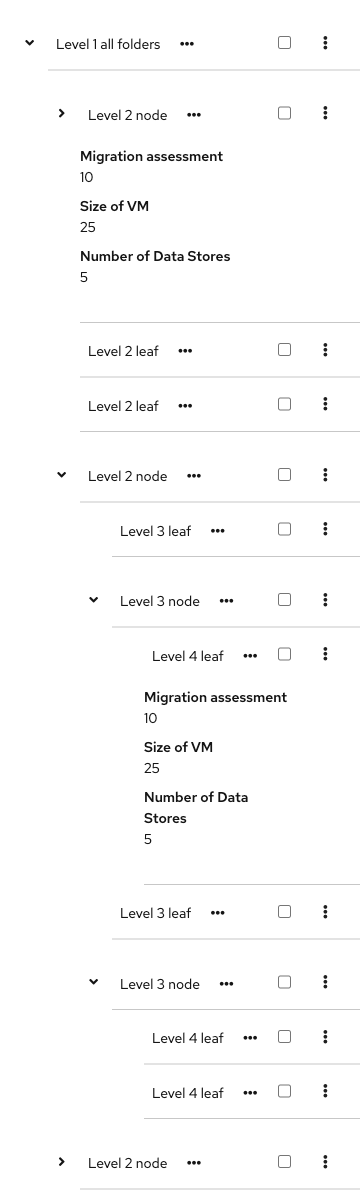 Level 1 all folders
Level 2 node
Migration assessment
10
Size of VM
25
Number of Data Stores
5
Level 2 leaf
Level 2 leaf
Level 2 node
Level 3 leaf
Level 3 node
Level 4 leaf
Migration assessment
10
Size of VM
25
Number of Data
Stores
5
Level 3 leaf
Level 3 node
Level 4 leaf
Level 4 leaf
Level 2 node